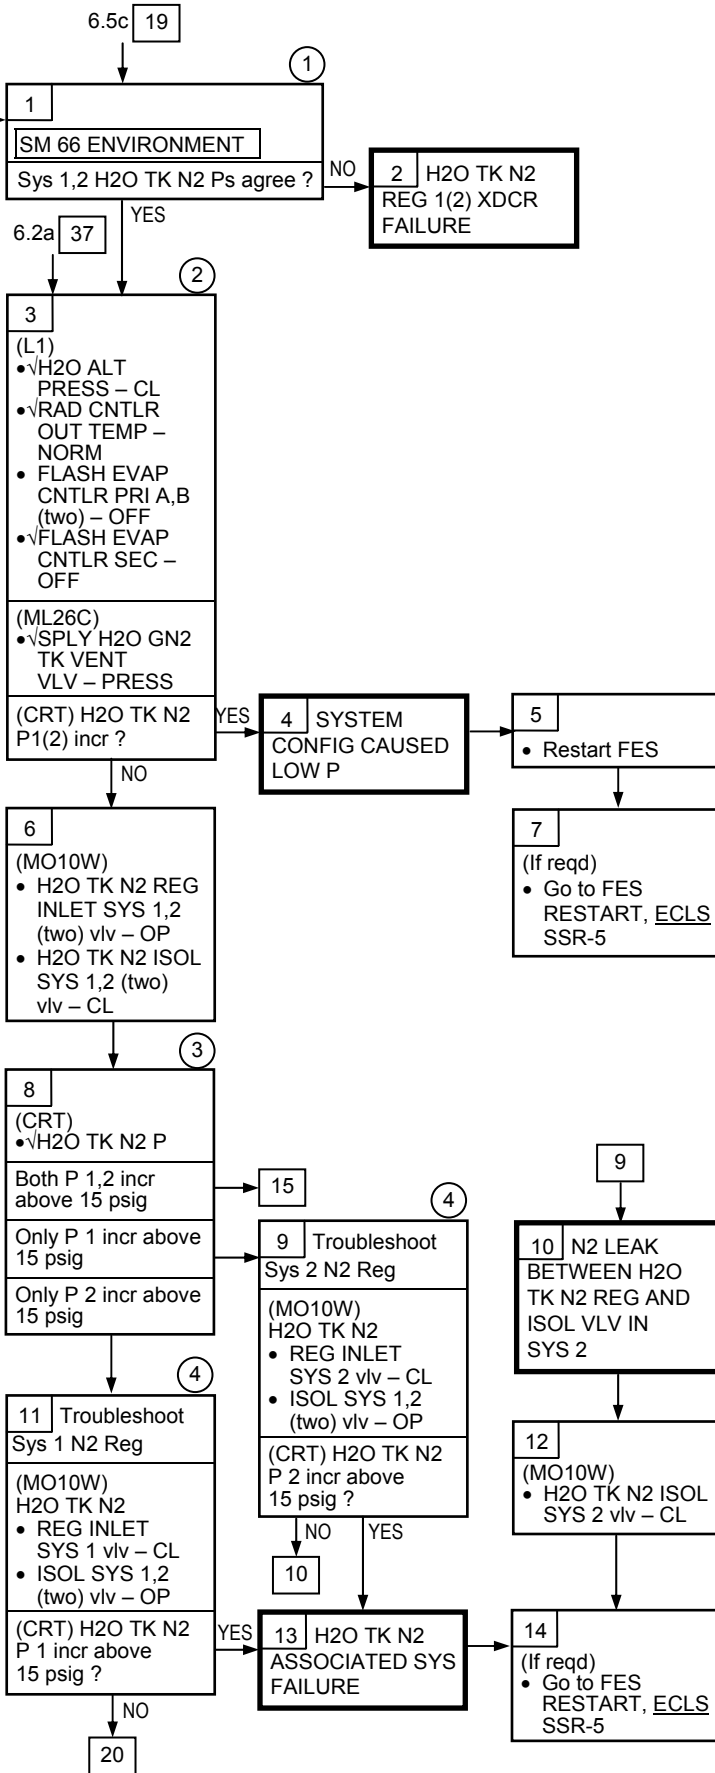 6.5c 19
1
1
SM 66 ENVIRONMENT
Sys 1,2 H2O TK N2 Ps agree ?
NO
YES
2 H2O TK N2
REG 1(2) XDCR
FAILURE
6.2a 37
2
3
(L1)
•√H2O ALT
PRESS – CL
•√RAD CNTLR
OUT TEMP –
NORM
• FLASH EVAP
CNTLR PRI A,B
(two) – OFF
•√FLASH EVAP
CNTLR SEC –
OFF
(ML26C)
•√SPLY H2O GN2
TK VENT
VLV – PRESS
(CRT) H2O TK N2
P1(2) incr ?
YES
NO
4 SYSTEM
CONFIG CAUSED
LOW P
5
• Restart FES
7
(If reqd)
• Go to FES
RESTART, ECLS
SSR-5
6
(MO10W)
• H2O TK N2 REG
INLET SYS 1,2
(two) vlv – OP
• H2O TK N2 ISOL
SYS 1,2 (two)
vlv – CL
3
8
(CRT)
•√H2O TK N2 P
Both P 1,2 incr
above 15 psig
15
Only P 1 incr above
15 psig
Only P 2 incr above
15 psig
4
9 Troubleshoot
Sys 2 N2 Reg
(MO10W)
H2O TK N2
• REG INLET
SYS 2 vlv – CL
• ISOL SYS 1,2
(two) vlv – OP
(CRT) H2O TK N2
P 2 incr above
15 psig ?
NO
YES
10
9
10 N2 LEAK
BETWEEN H2O
TK N2 REG AND
ISOL VLV IN
SYS 2
12
(MO10W)
• H2O TK N2 ISOL
SYS 2 vlv – CL
4
11 Troubleshoot
Sys 1 N2 Reg
(MO10W)
H2O TK N2
• REG INLET
SYS 1 vlv – CL
• ISOL SYS 1,2
(two) vlv – OP
(CRT) H2O TK N2
P 1 incr above
15 psig ?
YES
NO
20
13 H2O TK N2
ASSOCIATED SYS
FAILURE
14
(If reqd)
• Go to FES
RESTART, ECLS
SSR-5